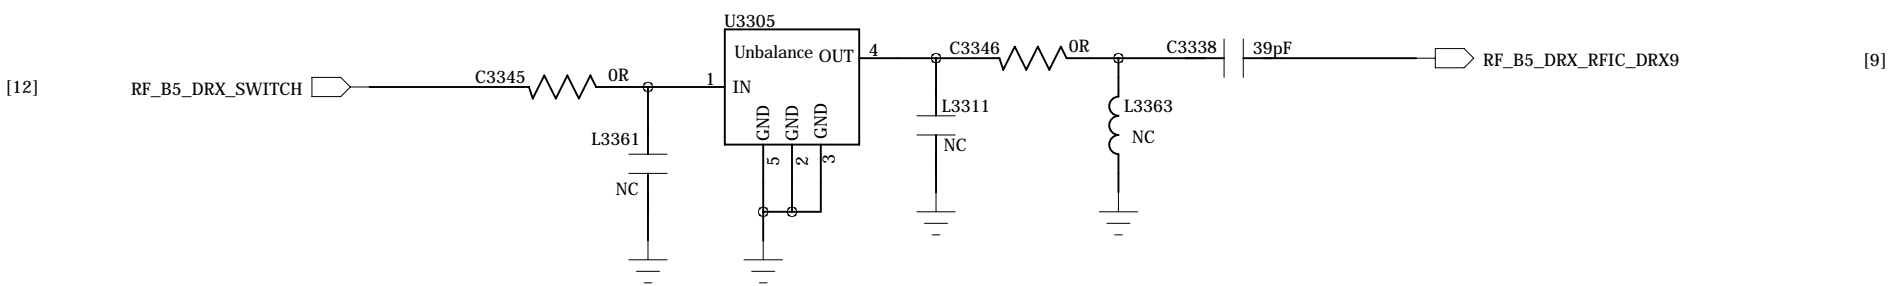 U3305
Unbalance OUT
4
C3346
0R
C3338
39pF
RF_B5_DRX_RFIC_DRX9
[9]
[12]
RF_B5_DRX_SWITCH
C3345
0R
1
IN
GND
GND
GND
L3311
NC
L3363
NC
L3361
NC
5
2
3